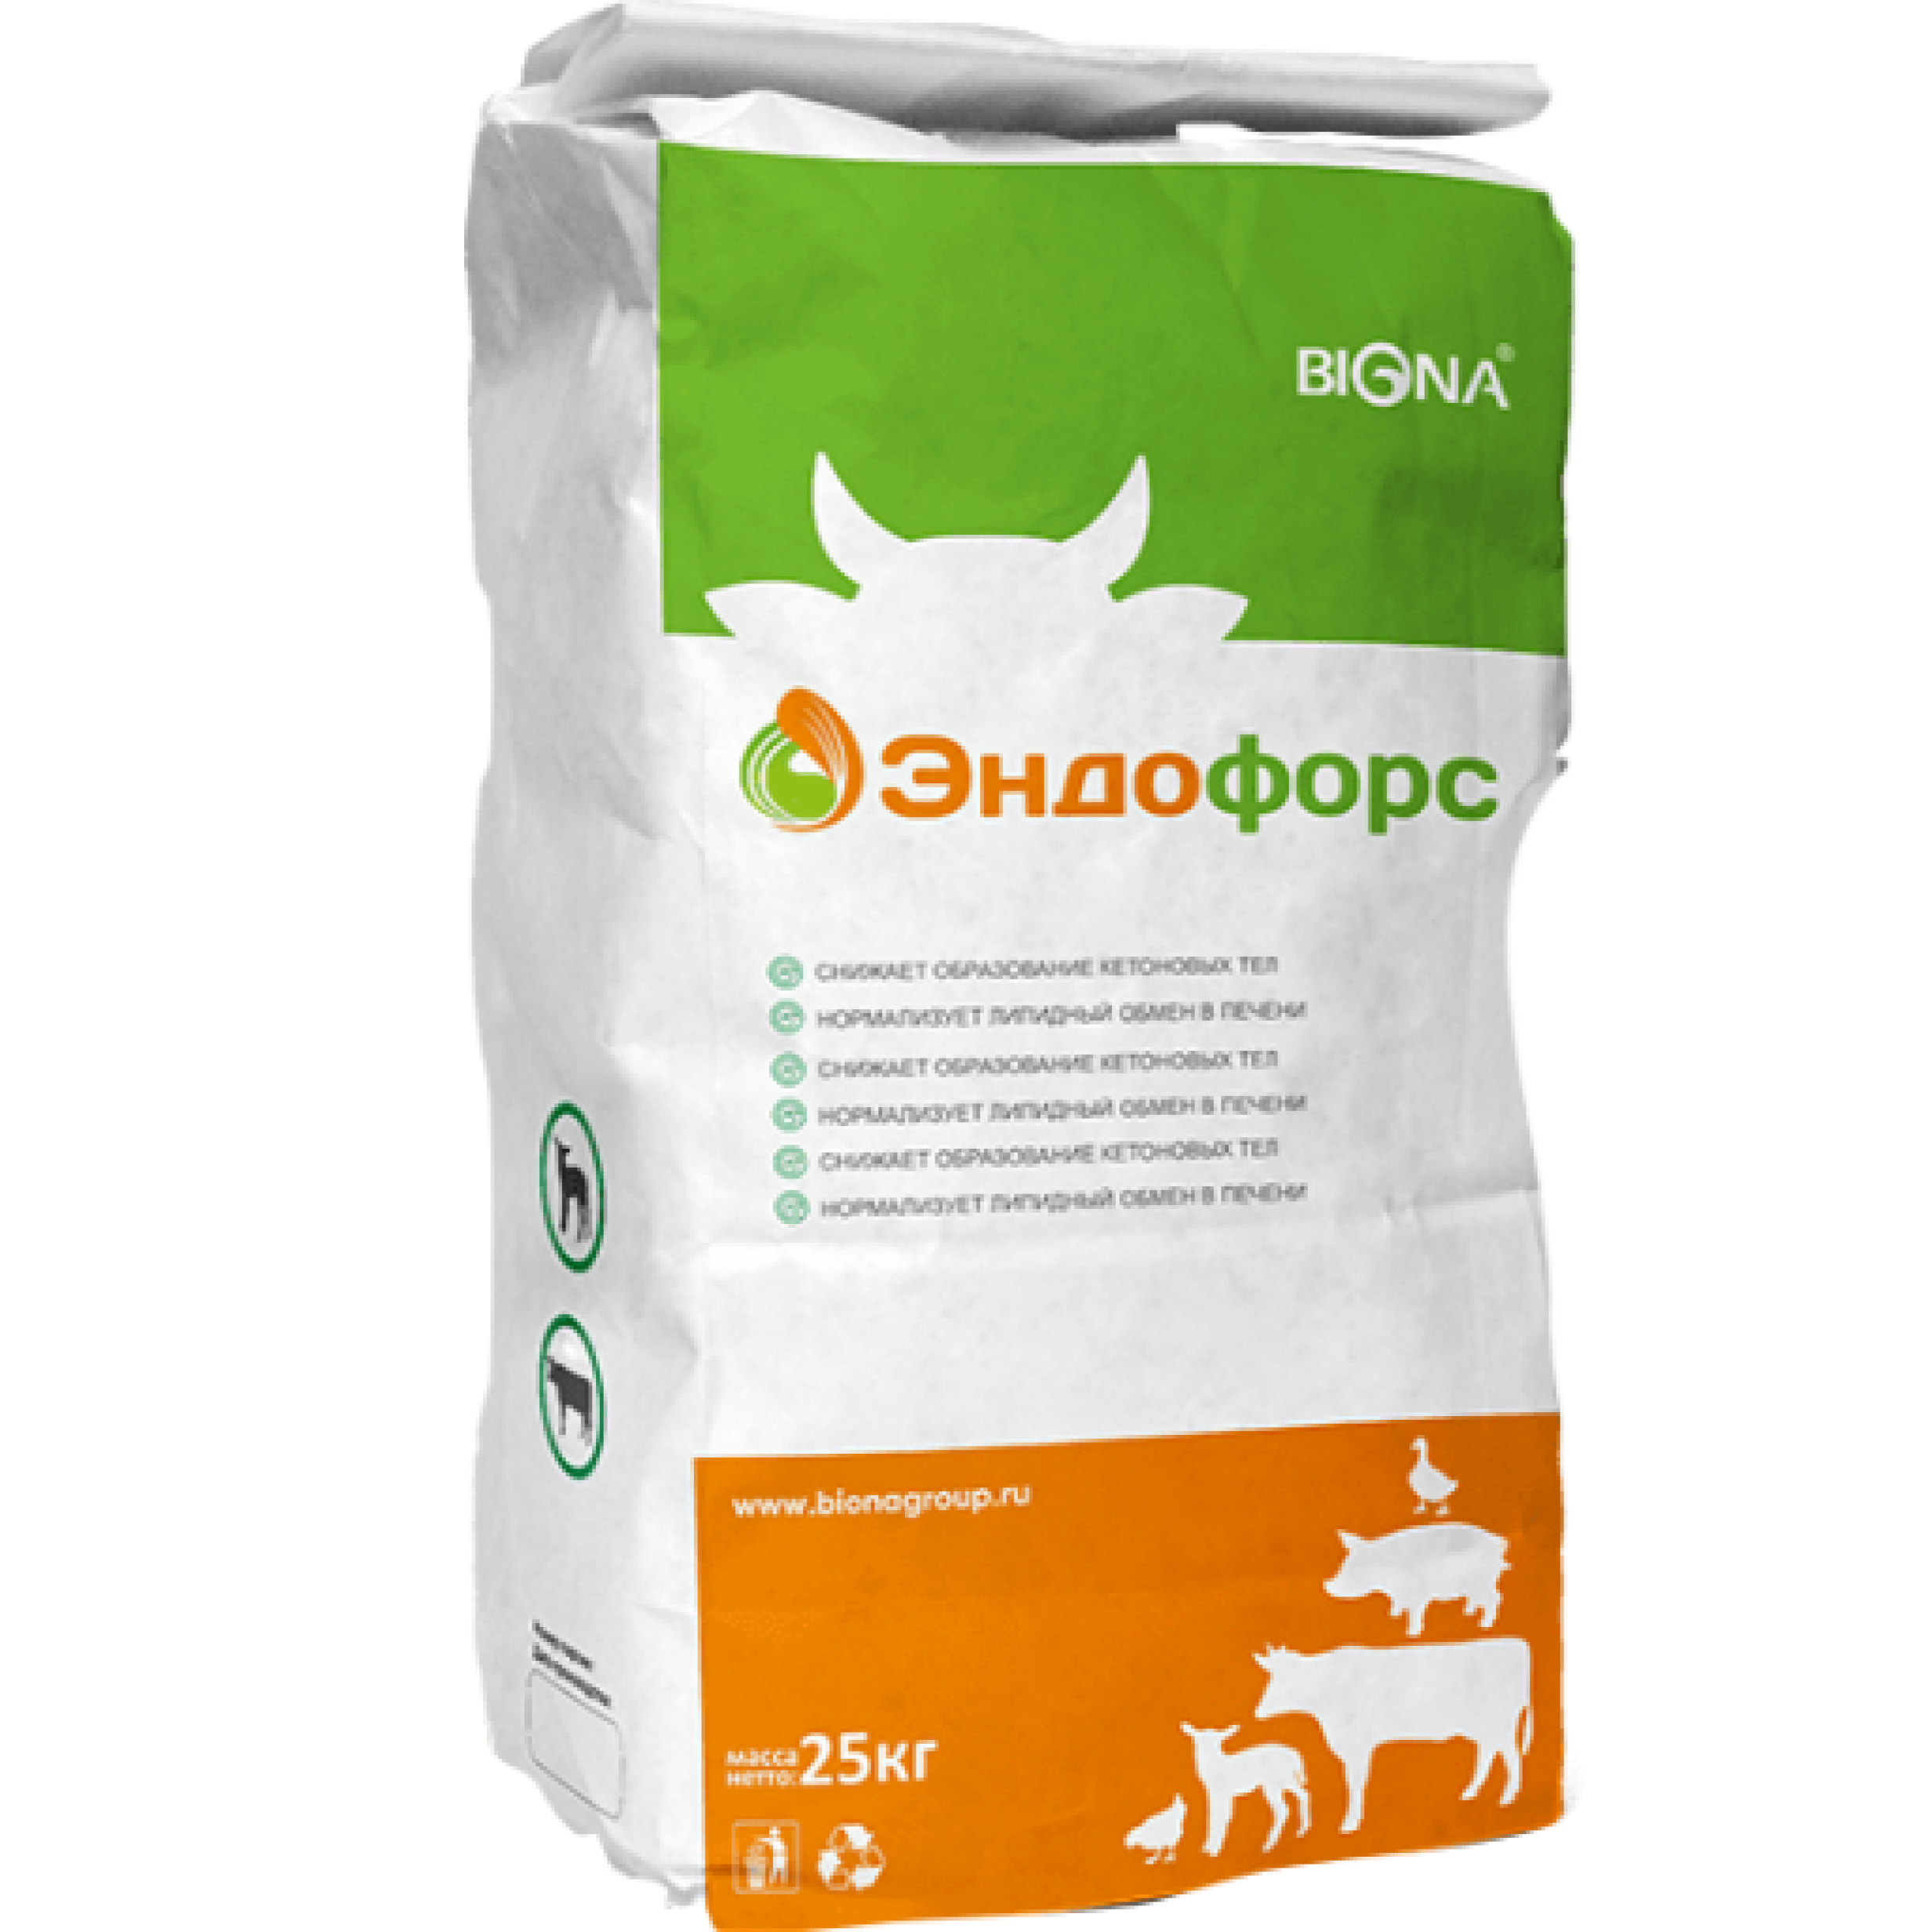 BIONA®
Эндофорс
СНИЖАЕТ ОБРАЗОВАНИЕ КЕТОНОВЫХ ТЕЛ
НОРМАЛИЗУЕТ ЛИПИДНЫЙ ОБМЕН В ПЕЧЕНИ
СНИЖАЕТ ОБРАЗОВАНИЕ КЕТОНОВЫХ ТЕЛ
НОРМАЛИЗУЕТ ЛИПИДНЫЙ ОБМЕН В ПЕЧЕНИ
СНИЖАЕТ ОБРАЗОВАНИЕ КЕТОНОВЫХ ТЕЛ
НОРМАЛИЗУЕТ ЛИПИДНЫЙ ОБМЕН В ПЕЧЕНИ
www.bionagroup.ru
масса
нетто: 25кг